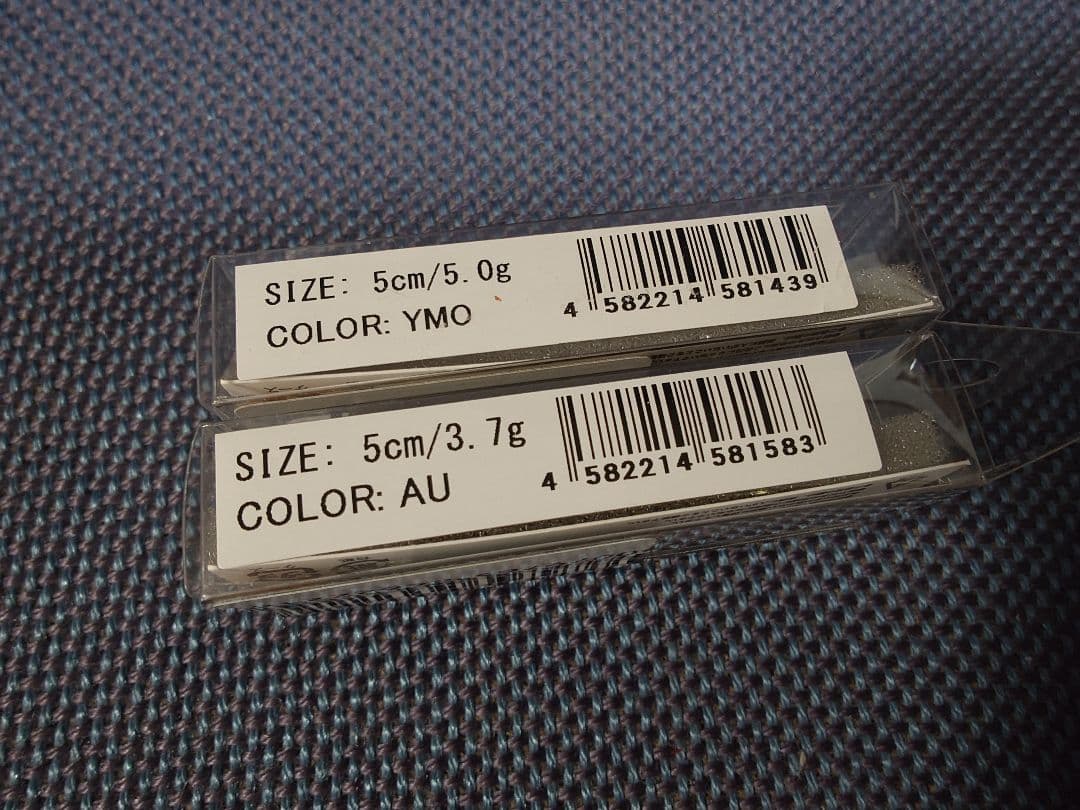 SIZE: 5cm/5.0g
COLOR: YMO
4 582214 581439
SIZE: 5cm/3.7g
COLOR: AU
4 582214 581583